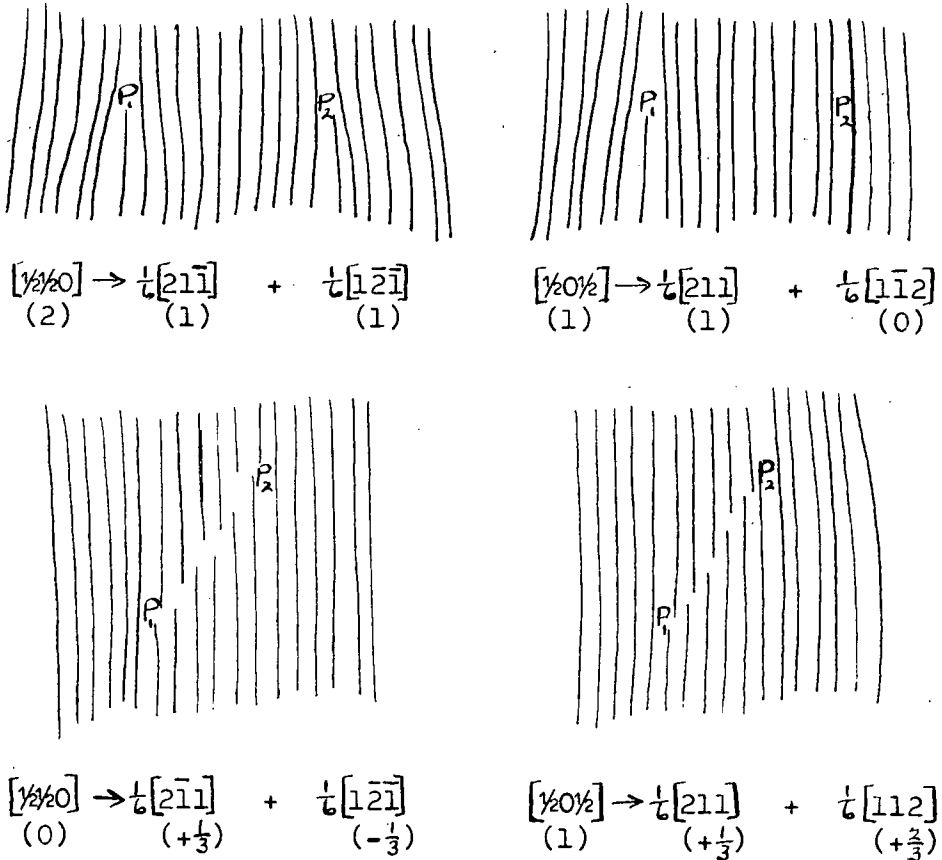 P₁ P₂
P₁ P₂
[½½0] → 1/6[211̄] + 1/6[12̄1̄]
(2) (1) (1)
[½0½] → 1/6[211] + 1/6[11̄2]
(1) (1) (0)
P₂
P₁
P₂
P₁
[½½0] → 1/6[21̄1] + 1/6[12̄1̄]
(0) (+1/3) (-1/3)
[½0½] → 1/6[211] + 1/6[112]
(1) (+1/3) (+2/3)